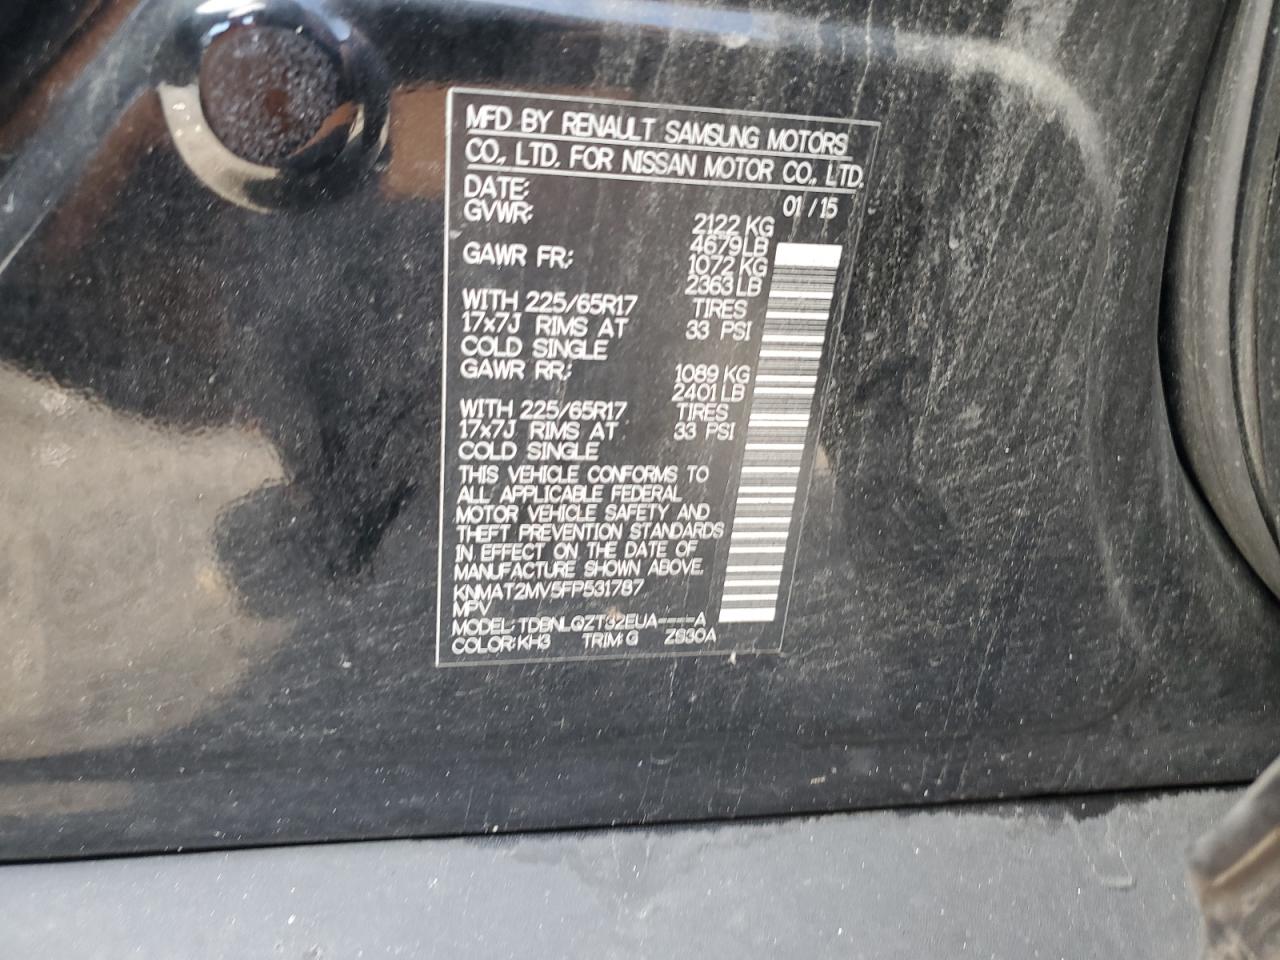 MFD BY RENAULT SAMSUNG MOTORS
CO., LTD. FOR NISSAN MOTOR CO., LTD.
DATE: 01/15
GVWR: 2122 KG
4679 LB
GAWR FR: 1072 KG
2363 LB
WITH 225/65R17 TIRES
17x7J RIMS AT 33 PSI
COLD SINGLE
GAWR RR: 1089 KG
2401 LB
WITH 225/65R17 TIRES
17x7J RIMS AT 33 PSI
COLD SINGLE
THIS VEHICLE CONFORMS TO
ALL APPLICABLE FEDERAL
MOTOR VEHICLE SAFETY AND
THEFT PREVENTION STANDARDS
IN EFFECT ON THE DATE OF
MANUFACTURE SHOWN ABOVE.
KNMAT2MV5FP531787
MPV
MODEL:
COLOR:KH3 TRIM:G